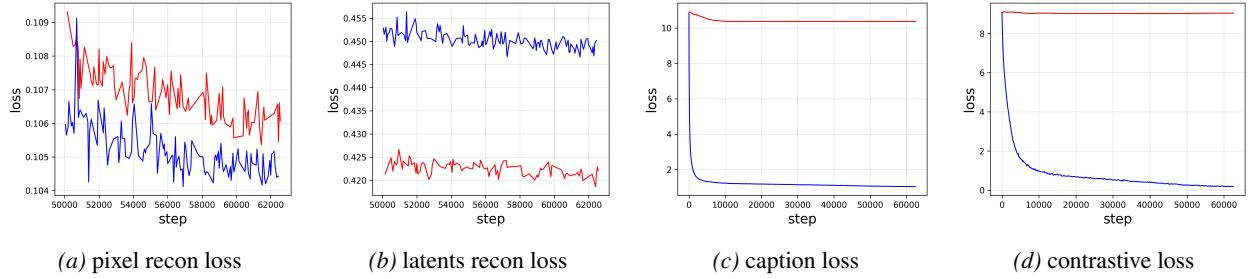 0.109
0.108
0.107
0.106
0.105
0.104
loss
50000 52000 54000 56000 58000 60000 62000
step
(a) pixel recon loss
0.455
0.450
0.445
0.440
0.435
0.430
0.425
0.420
loss
50000 52000 54000 56000 58000 60000 62000
step
(b) latents recon loss
10
8
6
4
2
loss
0 10000 20000 30000 40000 50000 60000
step
(c) caption loss
8
6
4
2
0
loss
0 10000 20000 30000 40000 50000 60000
step
(d) contrastive loss